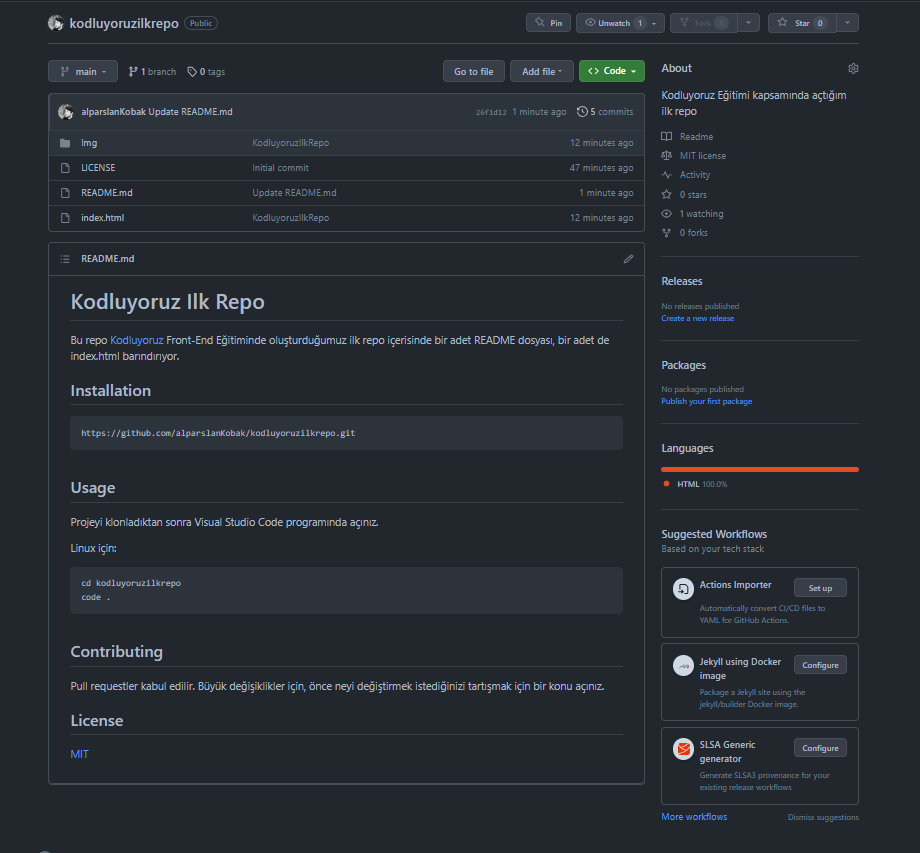 kodluyoruzilkrepo Public
Pin
Unwatch 1
Fork 0
Star 0
main
1 branch
0 tags
Go to file
Add file
Code
alparslanKobak Update README.md
26f1d12 1 minute ago
5 commits
Img KodluyoruzIlkRepo 12 minutes ago
LICENSE Initial commit 47 minutes ago
README.md Update README.md 1 minute ago
index.html KodluyoruzIlkRepo 12 minutes ago
README.md
Kodluyoruz Ilk Repo
Bu repo Kodluyoruz Front-End Eğitiminde oluşturduğumuz ilk repo içerisinde bir adet README dosyası, bir adet de
index.html barındırıyor.
Installation
https://github.com/alparslanKobak/kodluyoruzilkrepo.git
Usage
Projeyi klonladıktan sonra Visual Studio Code programında açınız.
Linux için:
cd kodluyoruzilkrepo
code .
Contributing
Pull requestler kabul edilir. Büyük değişiklikler için, önce neyi değiştirmek istediğinizi tartışmak için bir konu açınız.
License
MIT
About
Kodluyoruz Eğitimi kapsamında açtığım
ilk repo
Readme
MIT license
Activity
0 stars
1 watching
0 forks
Releases
No releases published
Create a new release
Packages
No packages published
Publish your first package
Languages
HTML 100.0%
Suggested Workflows
Based on your tech stack
Actions Importer
Set up
Automatically convert CI/CD files to
YAML for GitHub Actions.
Jekyll using Docker
image
Configure
Package a Jekyll site using the
jekyll/builder Docker image.
SLSA Generic
generator
Configure
Generate SLSA3 provenance for your
existing release workflows
More workflows
Dismiss suggestions